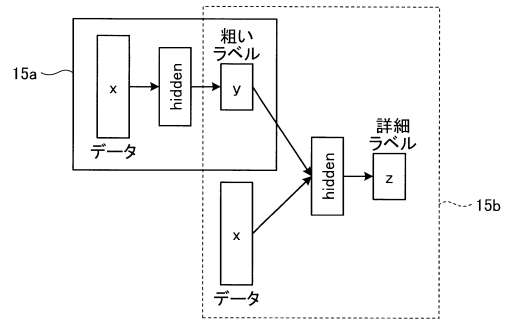 15a
x
データ
hidden
粗い
ラベル
y
hidden
詳細
ラベル
z
x
データ
15b